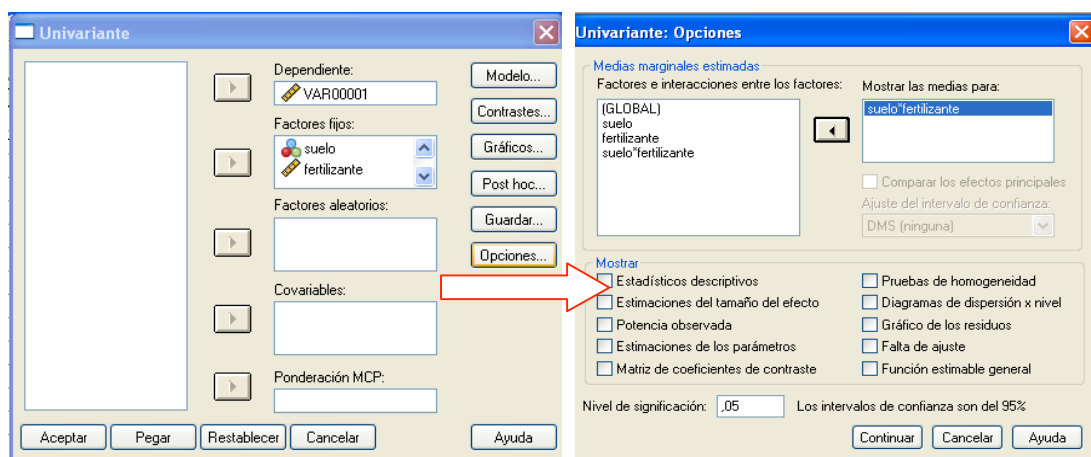 Univariante
Dependiente:
VAR00001
Factores fijos:
suelo
fertilizante
Factores aleatorios:
Covariables:
Ponderación MCP:
Modelo...
Contrastes...
Gráficos...
Post hoc...
Guardar...
Opciones...
Aceptar
Pegar
Restablecer
Cancelar
Ayuda
Univariante: Opciones
Medias marginales estimadas
Factores e interacciones entre los factores:
(GLOBAL)
suelo
fertilizante
suelo*fertilizante
Mostrar las medias para:
suelo*fertilizante
Comparar los efectos principales
Ajuste del intervalo de confianza:
DMS (ninguna)
Mostrar
Estadísticos descriptivos
Estimaciones del tamaño del efecto
Potencia observada
Estimaciones de los parámetros
Matriz de coeficientes de contraste
Pruebas de homogeneidad
Diagramas de dispersión x nivel
Gráfico de los residuos
Falta de ajuste
Función estimable general
Nivel de significación: ,05 Los intervalos de confianza son del 95%
Continuar
Cancelar
Ayuda